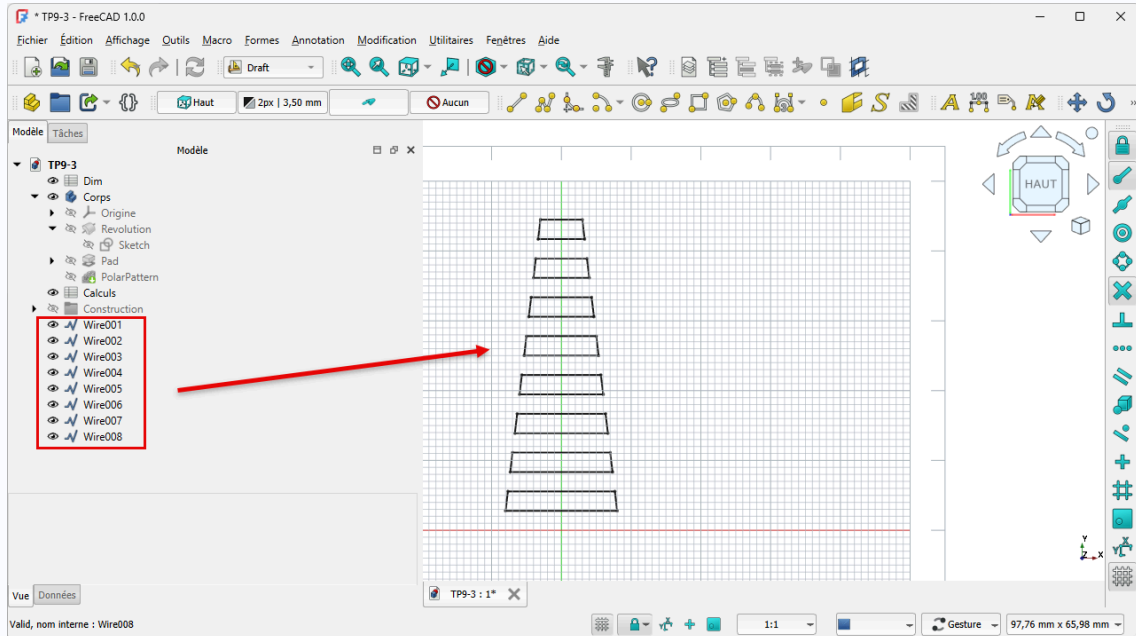 * TP9-3 - FreeCAD 1.0.0
Fichier Édition Affichage Outils Macro Formes Annotation Modification Utilitaires Fenêtres Aide
Draft
Haut 2px | 3,50 mm Aucun
Modèle Tâches
Modèle
TP9-3
Dim
Corps
Origine
Revolution
Sketch
Pad
PolarPattern
Calculs
Construction
Wire001
Wire002
Wire003
Wire004
Wire005
Wire006
Wire007
Wire008
HAUT
Y
Z X
Vue Données
TP9-3 : 1*
Valid, nom interne : Wire008
1:1
Gesture
97,76 mm x 65,98 mm